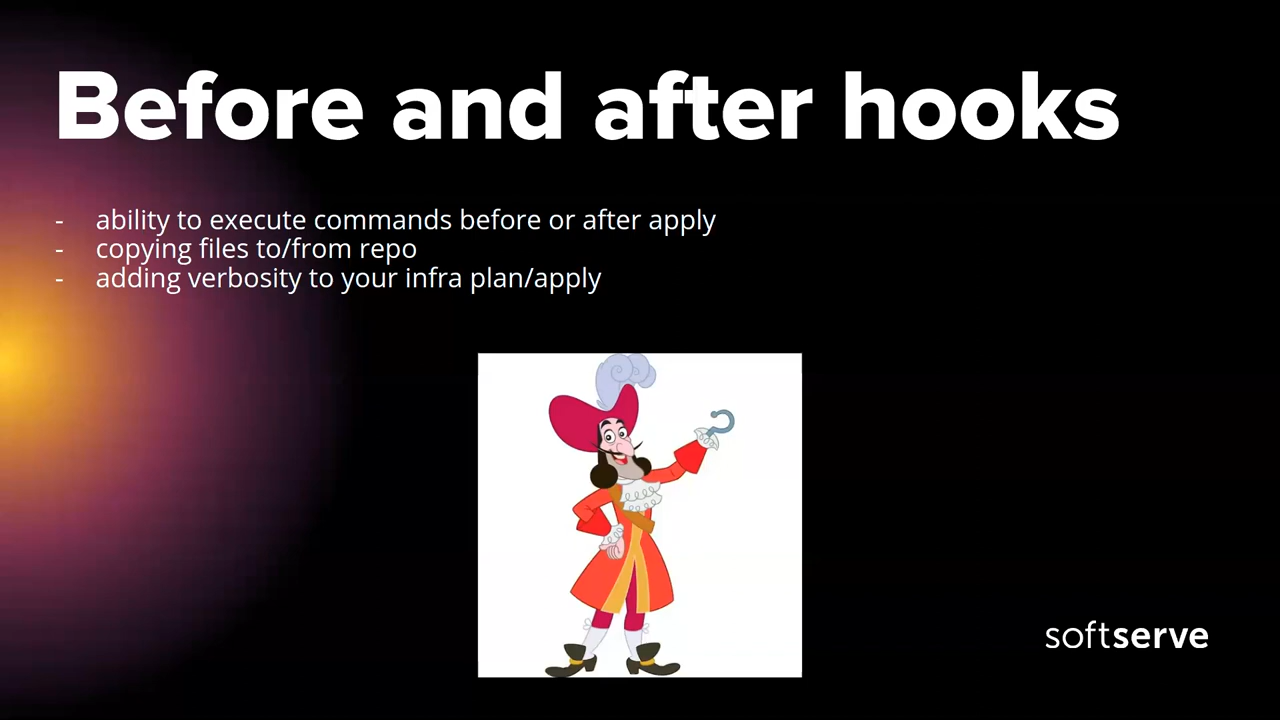 Before and after hooks
- ability to execute commands before or after apply
- copying files to/from repo
- adding verbosity to your infra plan/apply
softserve